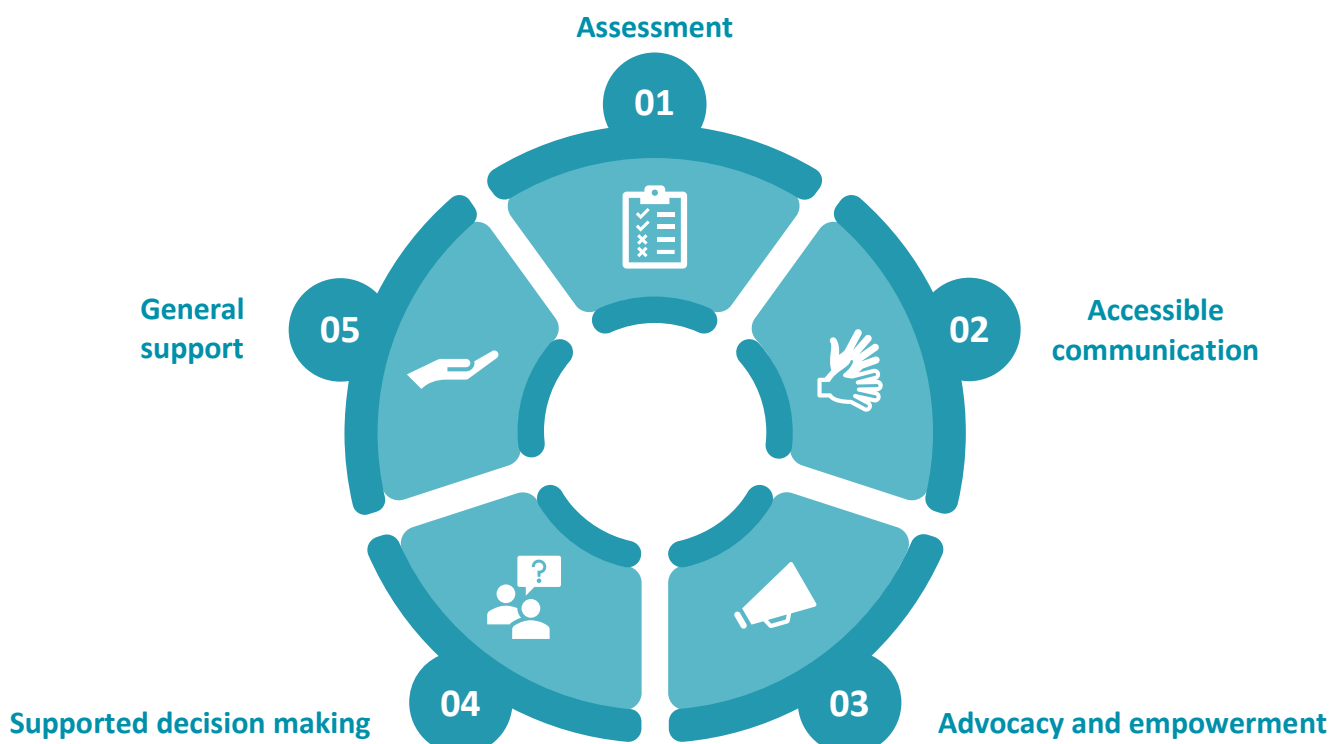 Assessment
01
02
Accessible
communication
03
Advocacy and empowerment
04
Supported decision making
05
General
support
?